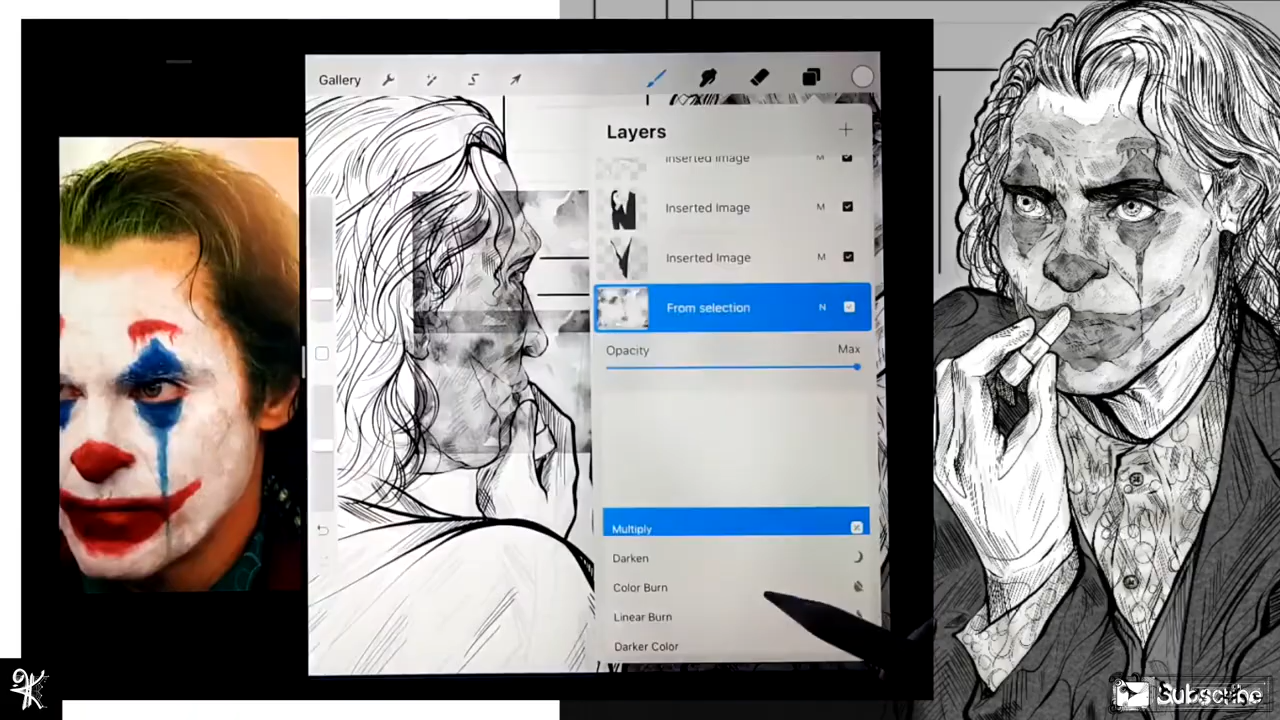 Gallery
Layers
Inserted Image M
Inserted Image M
Inserted Image M
From selection N
Opacity Max
Multiply
Darken
Color Burn
Linear Burn
Darker Color
Subscribe